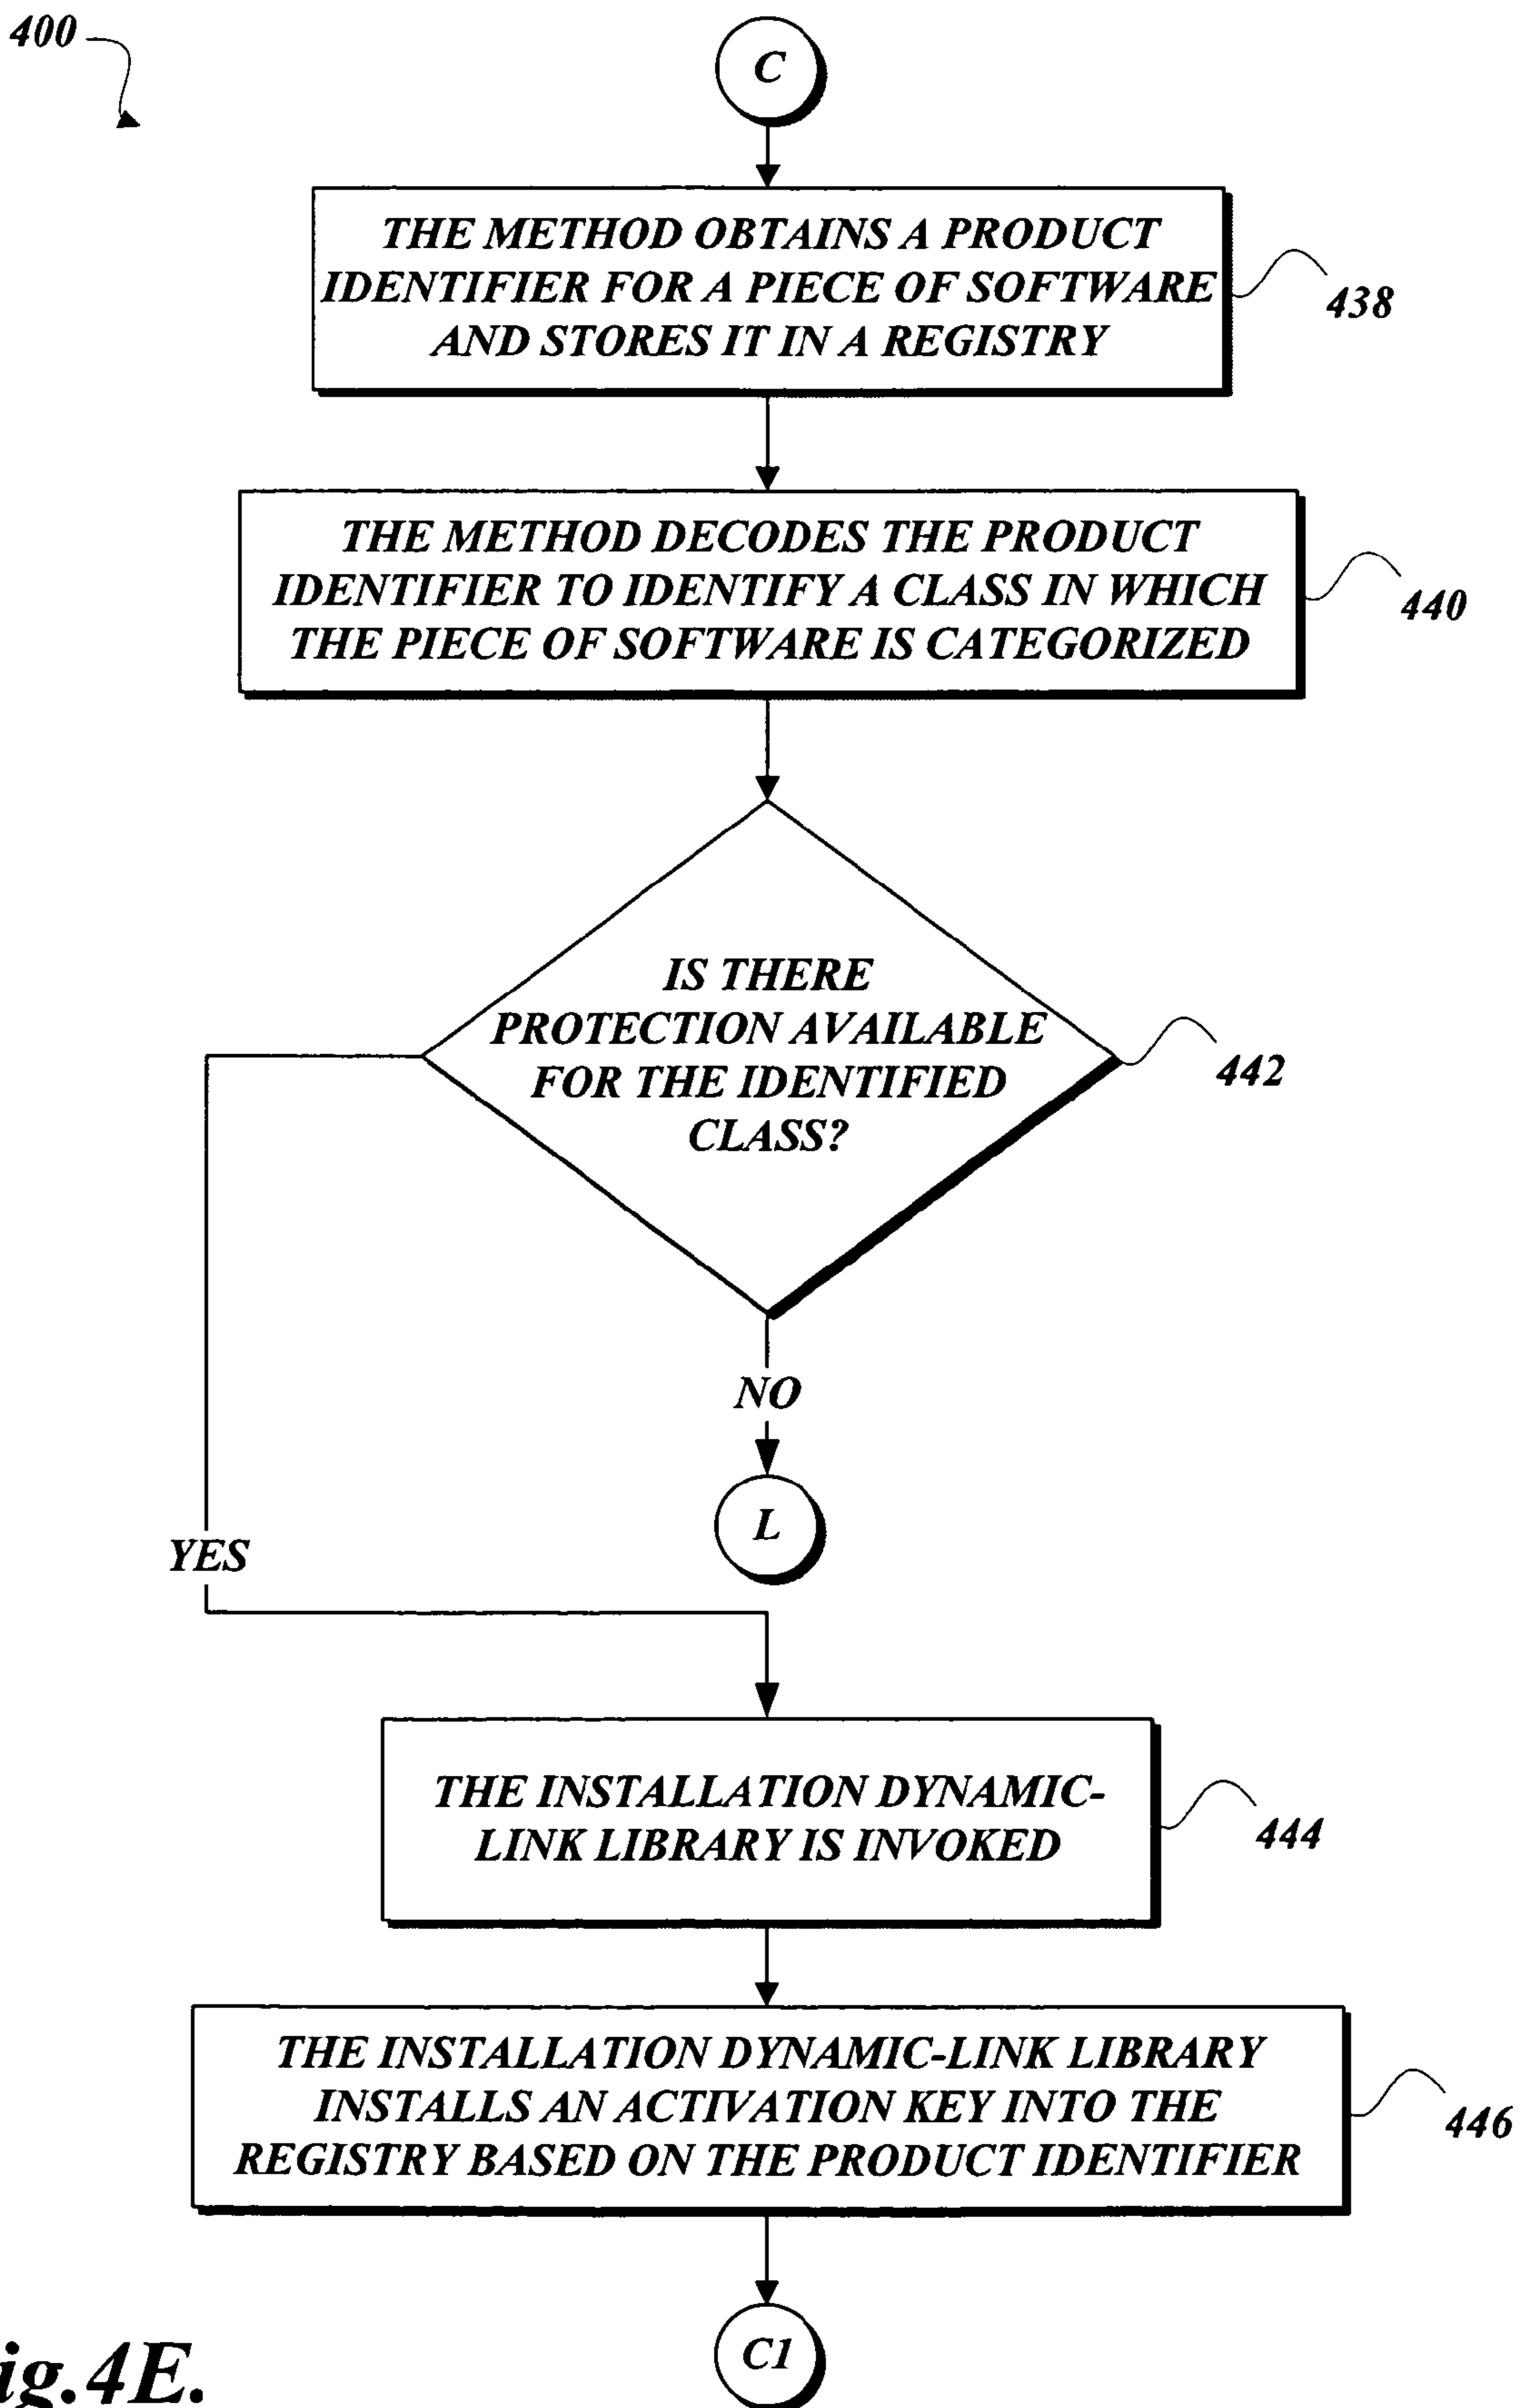 400
C
THE METHOD OBTAINS A PRODUCT
IDENTIFIER FOR A PIECE OF SOFTWARE
AND STORES IT IN A REGISTRY
438
THE METHOD DECODES THE PRODUCT
IDENTIFIER TO IDENTIFY A CLASS IN WHICH
THE PIECE OF SOFTWARE IS CATEGORIZED
440
IS THERE
PROTECTION AVAILABLE
FOR THE IDENTIFIED
CLASS?
442
NO
L
YES
THE INSTALLATION DYNAMIC-
LINK LIBRARY IS INVOKED
444
THE INSTALLATION DYNAMIC-LINK LIBRARY
INSTALLS AN ACTIVATION KEY INTO THE
REGISTRY BASED ON THE PRODUCT IDENTIFIER
446
C1
ig.4E.